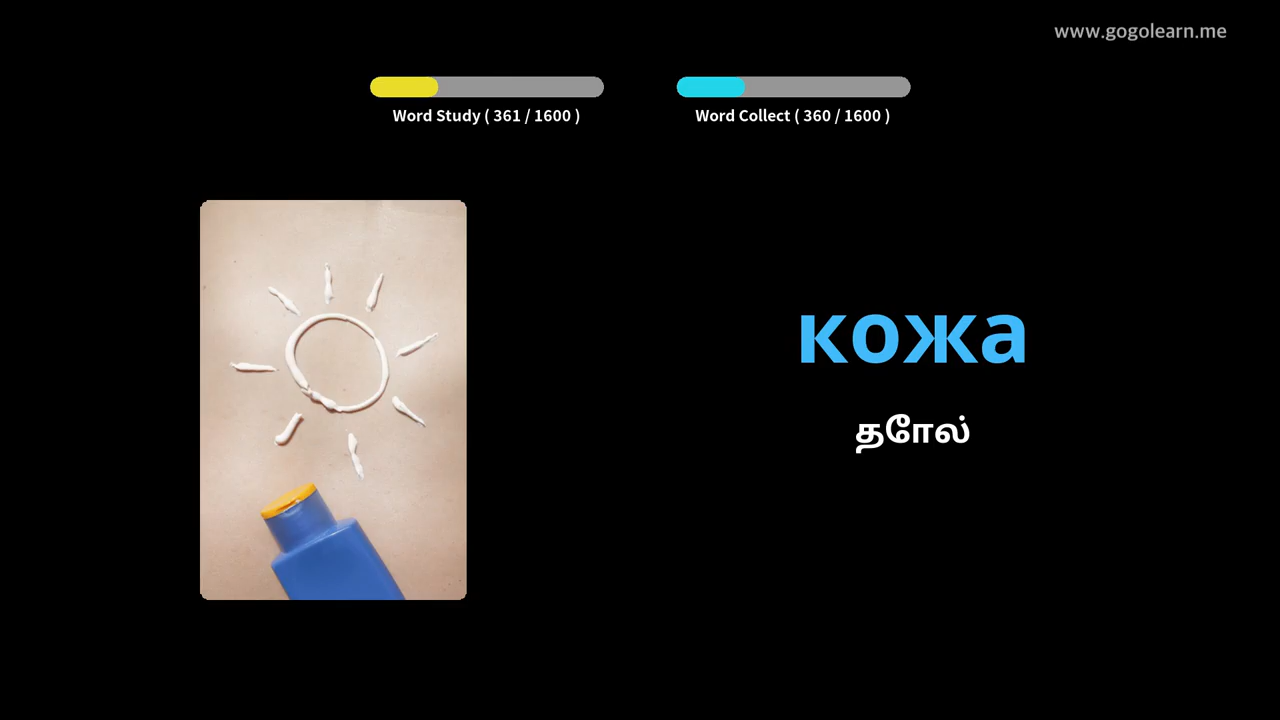 www.gogolearn.me
Word Study ( 361 / 1600 )
Word Collect ( 360 / 1600 )
кожа
தோல்